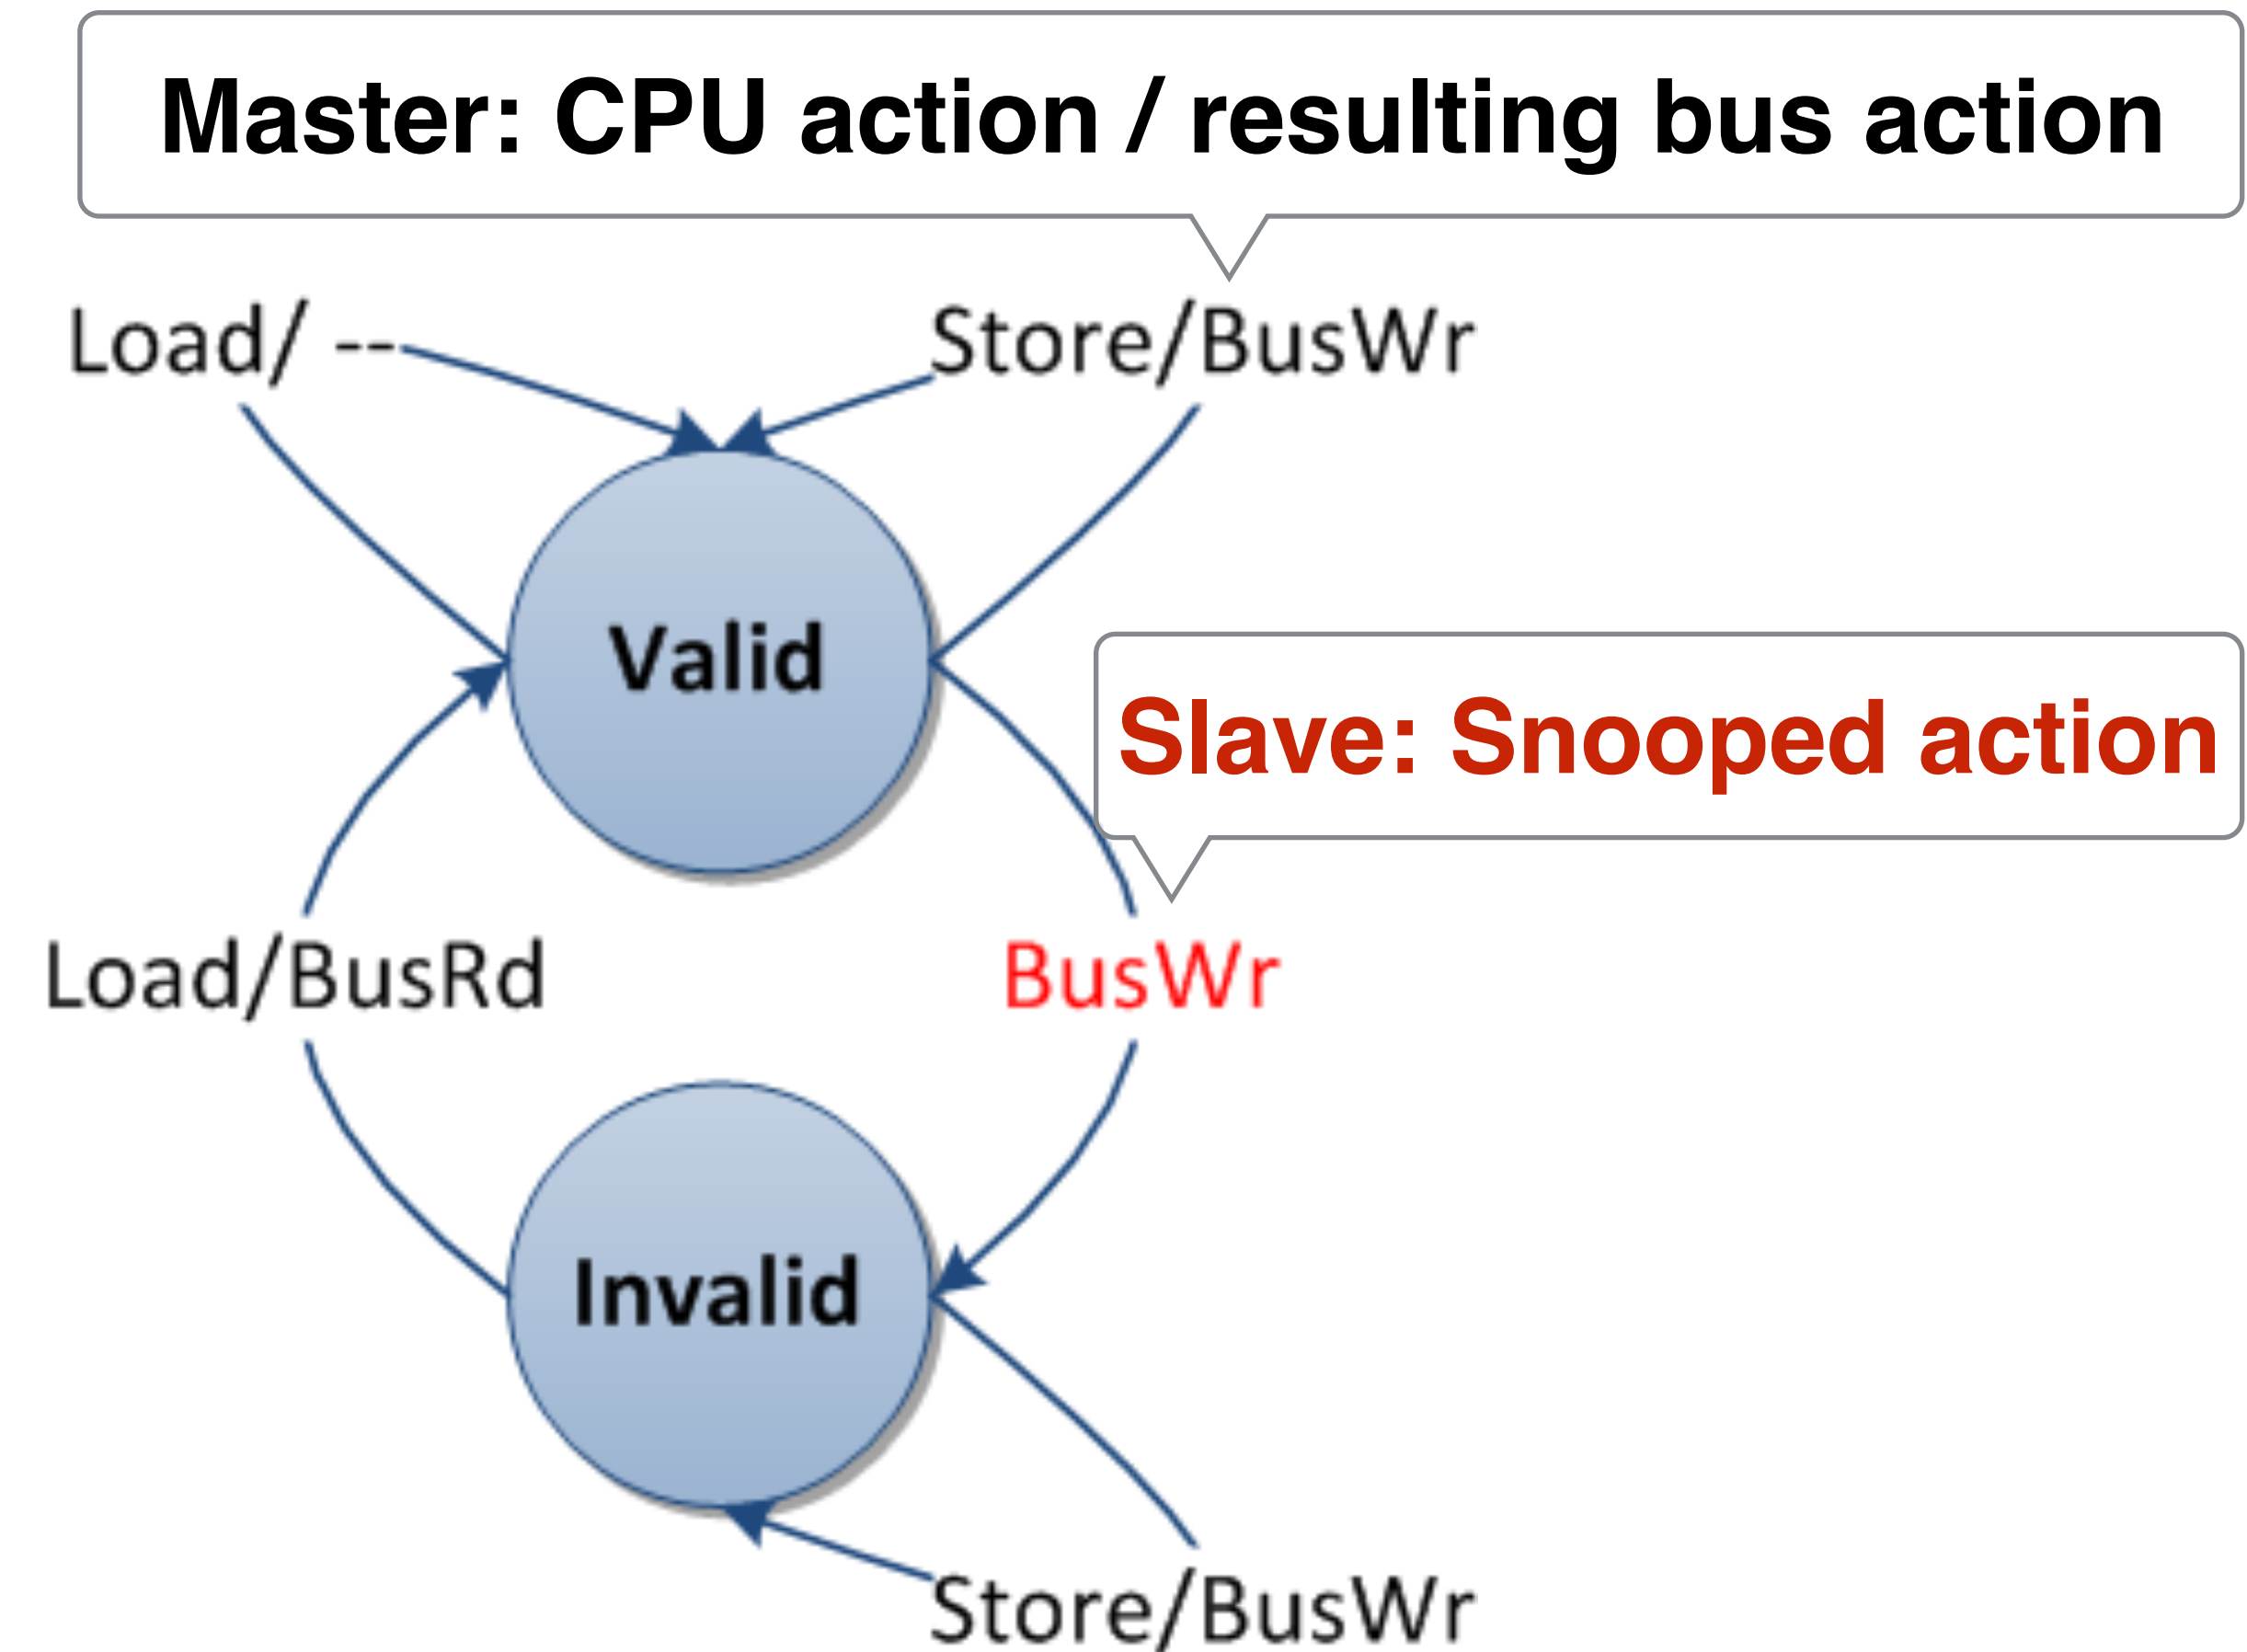 Master: CPU action / resulting bus action
Load/ --
Store/BusWr
Valid
Slave: Snooped action
Load/BusRd
BusWr
Invalid
Store/BusWr